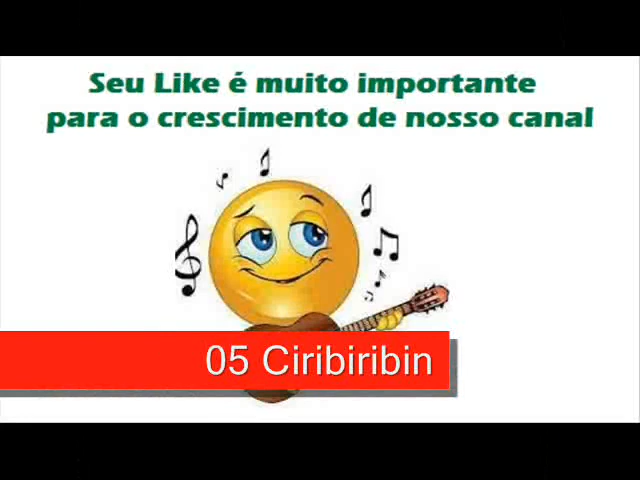 Seu Like é muito importante
para o crescimento de nosso canal
05 Ciribiribin